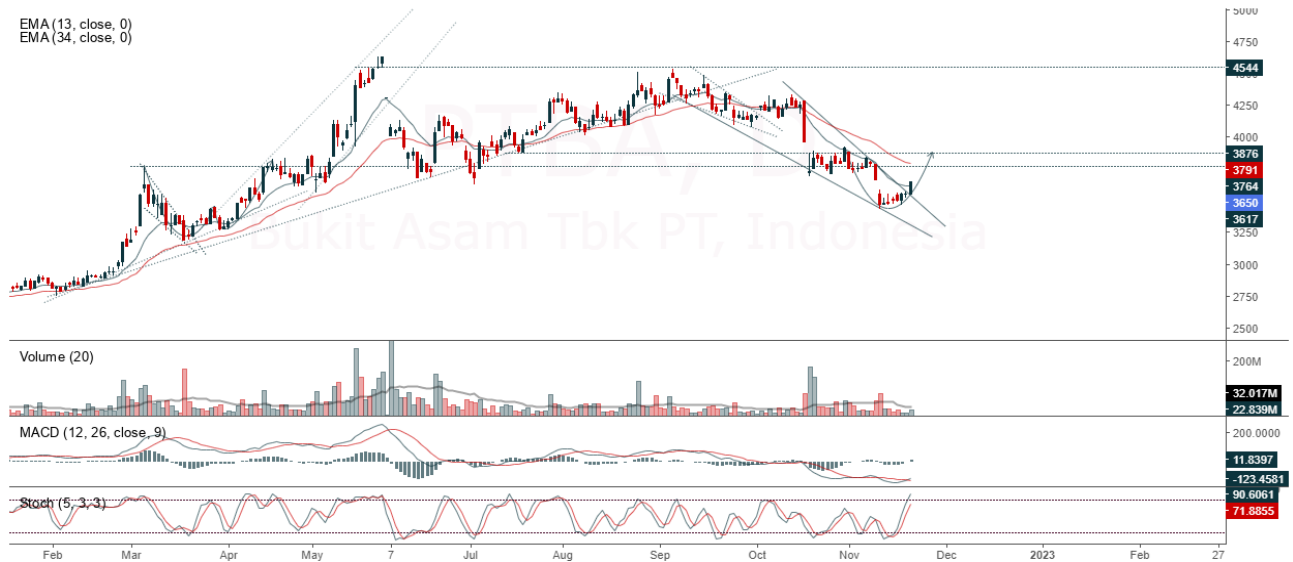 EMA (13, close, 0)
EMA (34, close, 0)
PTBA, D
Bukit Asam Tbk PT, Indonesia
5000
4750
4544
4250
4000
3876
3791
3764
3650
3617
3250
3000
2750
2500
Volume (20)
200M
32.017M
22.839M
MACD (12, 26, close, 9)
200.0000
11.8397
-123.4581
Stoch (5, 3, 3)
90.6061
71.8855
Feb Mar Apr May 7 Jul Aug Sep Oct Nov Dec 2023 Feb 27